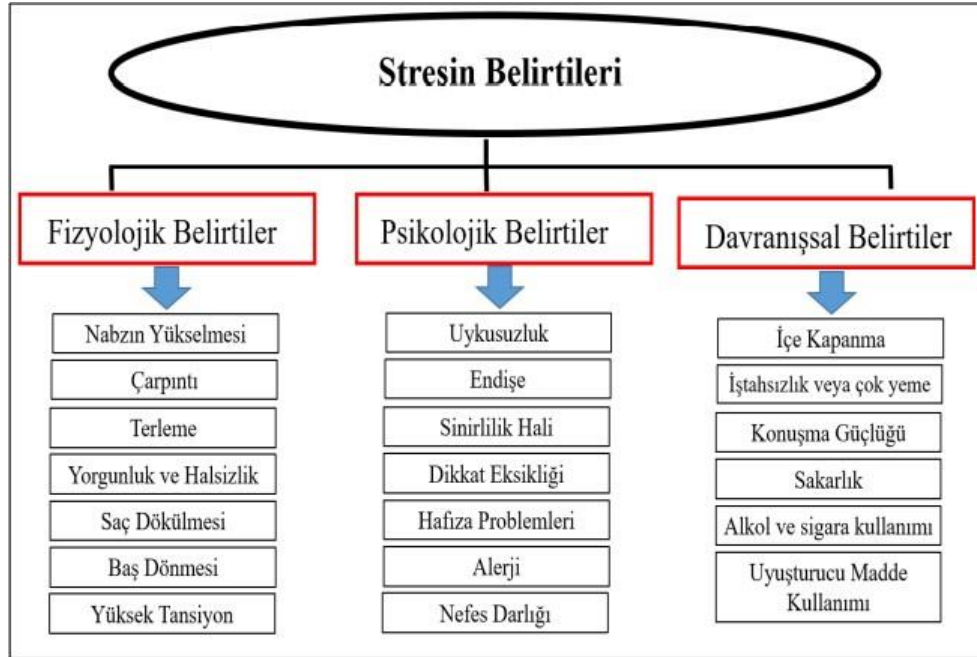 Stresin Belirtileri
Fizyolojik Belirtiler
Nabzın Yükselmesi
Çarpıntı
Terleme
Yorgunluk ve Halsizlik
Saç Dökülmesi
Baş Dönmesi
Yüksek Tansiyon
Psikolojik Belirtiler
Uykusuzluk
Endişe
Sinirlilik Hali
Dikkat Eksikliği
Hafıza Problemleri
Alerji
Nefes Darlığı
Davranışsal Belirtiler
İçe Kapanma
İştahsızlık veya çok yeme
Konuşma Güçlüğü
Sakarlık
Alkol ve sigara kullanımı
Uyuşturucu Madde
Kullanımı